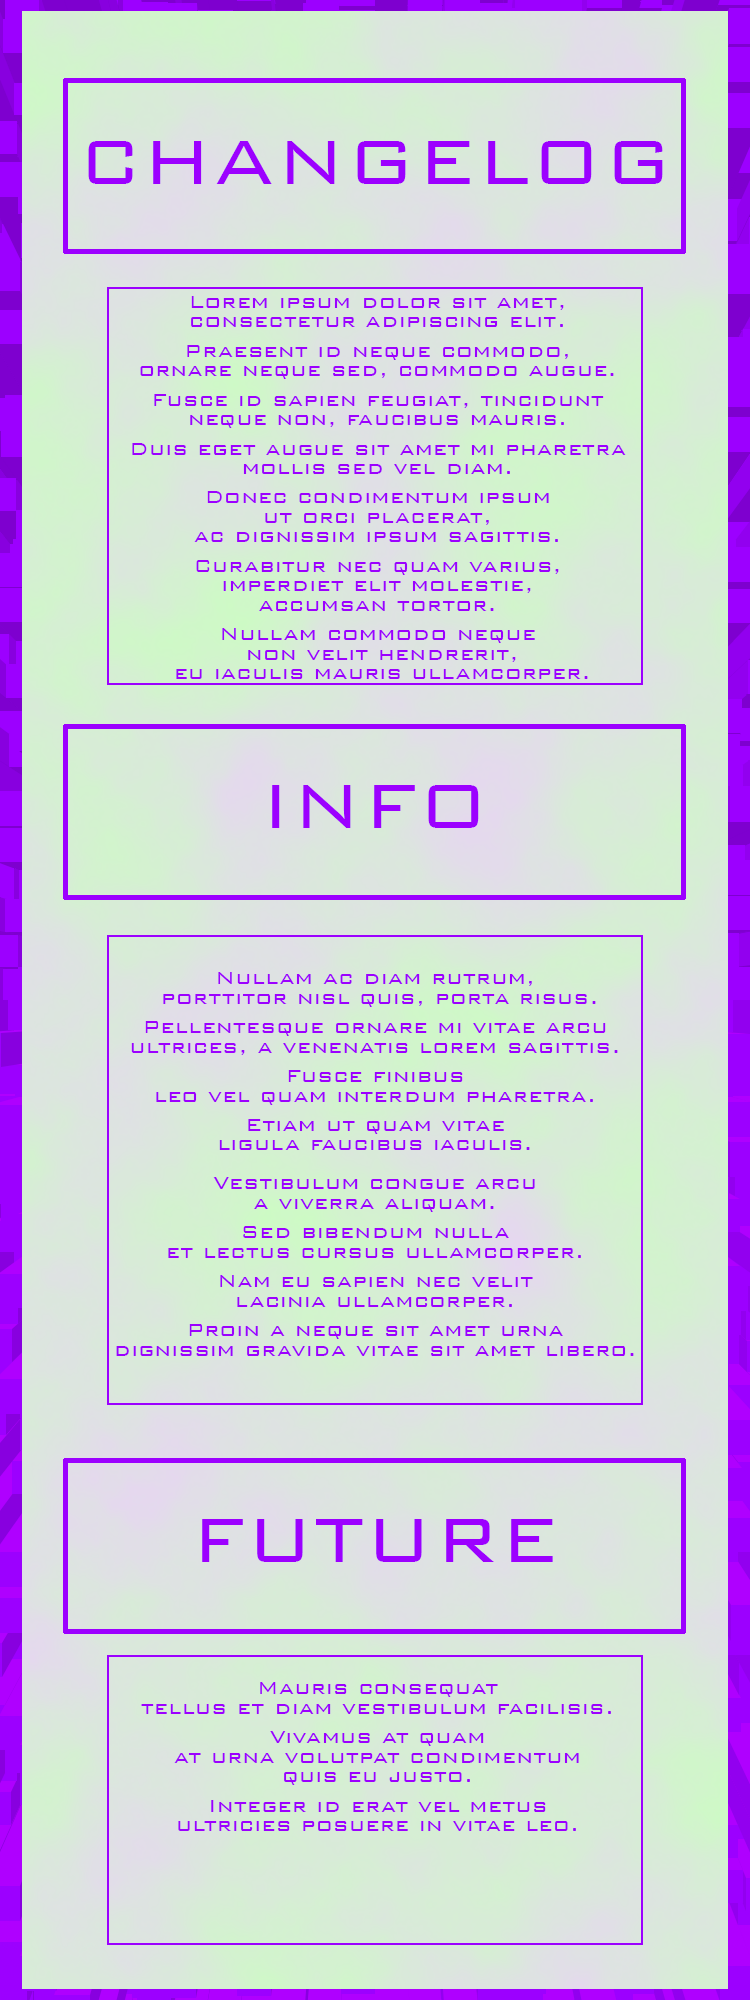 CHANGELOG
Lorem ipsum dolor sit amet,
consectetur adipiscing elit.
Praesent id neque commodo,
ornare neque sed, commodo augue.
Fusce id sapien feugiat, tincidunt
neque non, faucibus mauris.
Duis eget augue sit amet mi pharetra
mollis sed vel diam.
Donec condimentum ipsum
ut orci placerat,
ac dignissim ipsum sagittis.
Curabitur nec quam varius,
imperdiet elit molestie,
accumsan tortor.
Nullam commodo neque
non velit hendrerit,
eu iaculis mauris ullamcorper.
INFO
Nullam ac diam rutrum,
porttitor nisl quis, porta risus.
Pellentesque ornare mi vitae arcu
ultrices, a venenatis lorem sagittis.
Fusce finibus
leo vel quam interdum pharetra.
Etiam ut quam vitae
ligula faucibus iaculis.
Vestibulum congue arcu
a viverra aliquam.
Sed bibendum nulla
et lectus cursus ullamcorper.
Nam eu sapien nec velit
lacinia ullamcorper.
Proin a neque sit amet urna
dignissim gravida vitae sit amet libero.
FUTURE
Mauris consequat
tellus et diam vestibulum facilisis.
Vivamus at quam
at urna volutpat condimentum
quis eu justo.
Integer id erat vel metus
ultricies posuere in vitae leo.